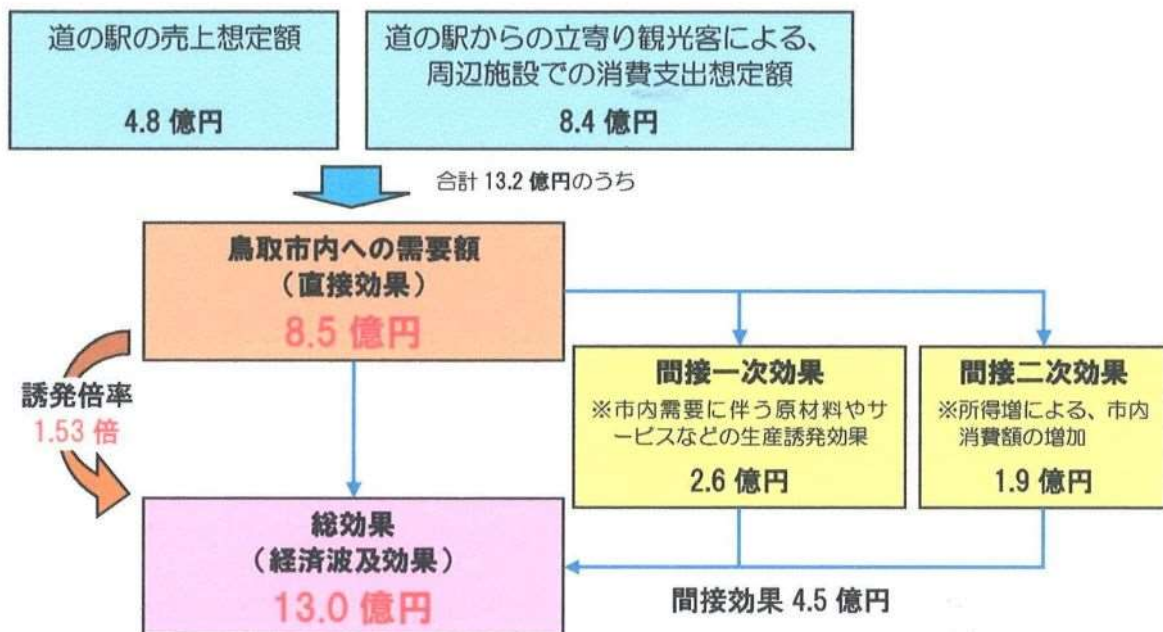 道の駅の売上想定額
4.8 億円
道の駅からの立寄り観光客による、
周辺施設での消費支出想定額
8.4 億円
合計 13.2 億円のうち
鳥取市内への需要額
（直接効果）
8.5 億円
誘発倍率
1.53 倍
間接一次効果
※市内需要に伴う原材料やサ
ービスなどの生産誘発効果
2.6 億円
間接二次効果
※所得増による、市内
消費額の増加
1.9 億円
総効果
（経済波及効果）
13.0 億円
間接効果 4.5 億円